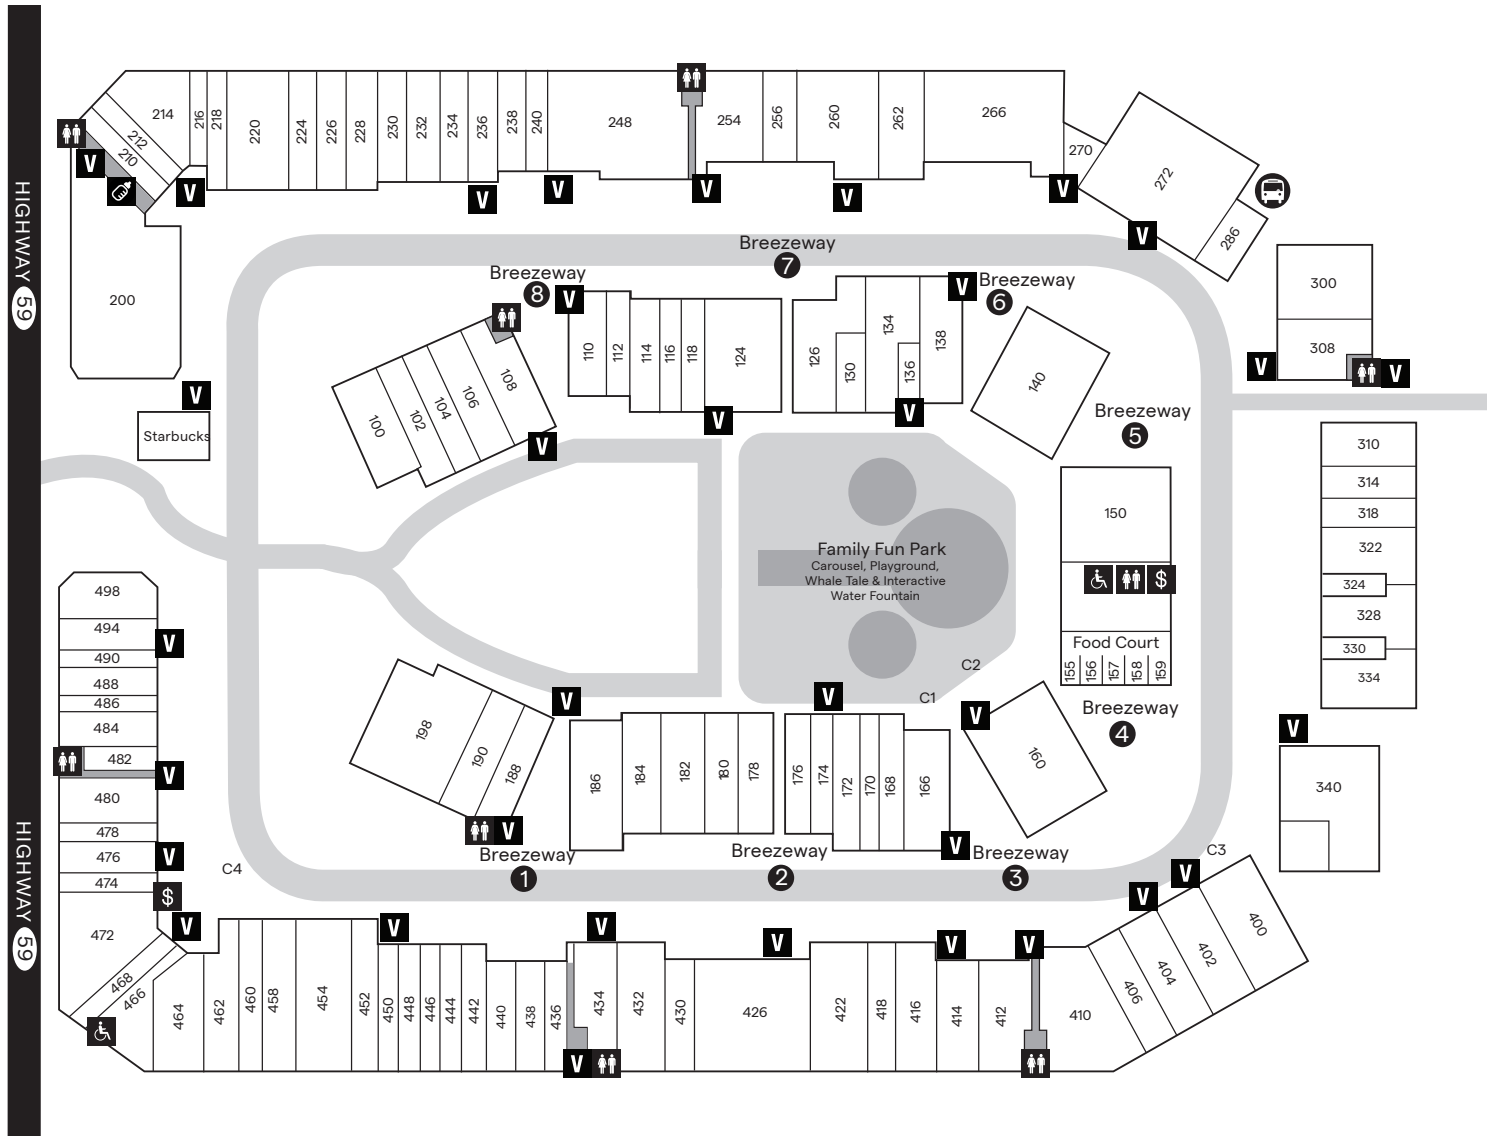 HIGHWAY 59
HIGHWAY 59
214
216
218
220
224
226
228
230
232
234
236
238
240
248
254
256
260
262
266
270
272
286
212
210
200
V
V
V
V
V
V
V
V
V
Starbucks
V
Breezeway
7
Breezeway
8
V
Breezeway
6
V
100
102
104
106
108
V
110
112
114
116
118
124
V
126
130
134
136
138
V
140
Breezeway
5
300
308
V
V
310
314
318
322
324
328
330
334
150
$
Food Court
155
156
157
158
159
Breezeway
4
Family Fun Park
Carousel, Playground,
Whale Tale & Interactive
Water Fountain
C2
C1
V
V
160
V
340
498
494
V
490
488
486
484
482
V
480
478
476
V
474
$
472
V
468
466
C4
198
190
188
V
V
Breezeway
1
186
184
182
180
178
Breezeway
2
176
174
172
170
168
166
V
Breezeway
3
C3
V
V
464
462
460
458
454
452
V
450
448
446
444
442
440
438
436
V
434
V
432
430
426
V
422
418
416
V
414
412
V
410
406
404
402
400